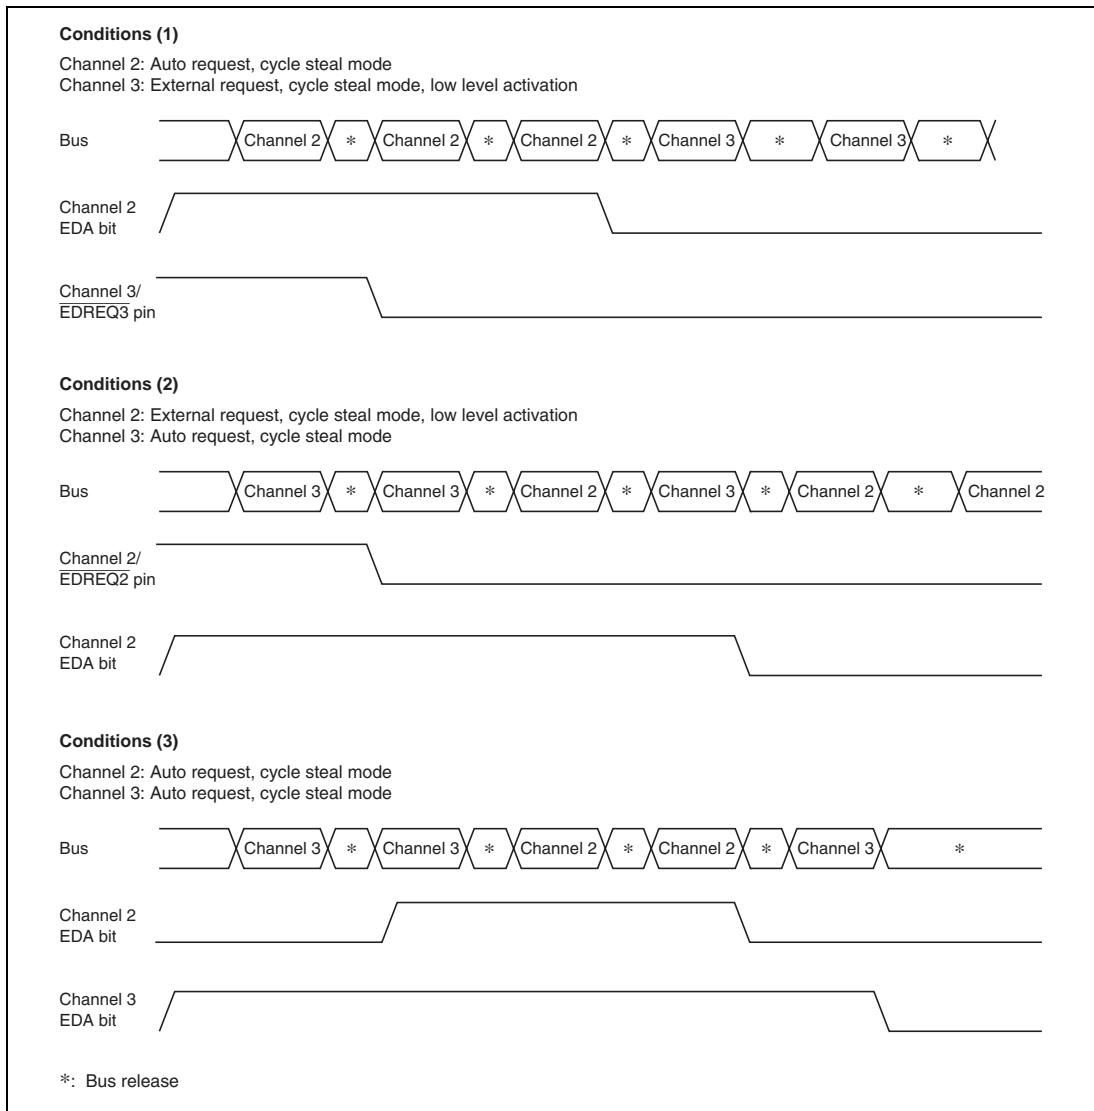 Conditions (1)
Channel 2: Auto request, cycle steal mode
Channel 3: External request, cycle steal mode, low level activation
Bus Channel 2 * Channel 2 * Channel 2 * Channel 3 * Channel 3 *
Channel 2
EDA bit
Channel 3/
EDREQ3 pin
Conditions (2)
Channel 2: External request, cycle steal mode, low level activation
Channel 3: Auto request, cycle steal mode
Bus Channel 3 * Channel 3 * Channel 2 * Channel 3 * Channel 2 * Channel 2
Channel 2/
EDREQ2 pin
Channel 2
EDA bit
Conditions (3)
Channel 2: Auto request, cycle steal mode
Channel 3: Auto request, cycle steal mode
Bus Channel 3 * Channel 3 * Channel 2 * Channel 2 * Channel 3 *
Channel 2
EDA bit
Channel 3
EDA bit
*: Bus release